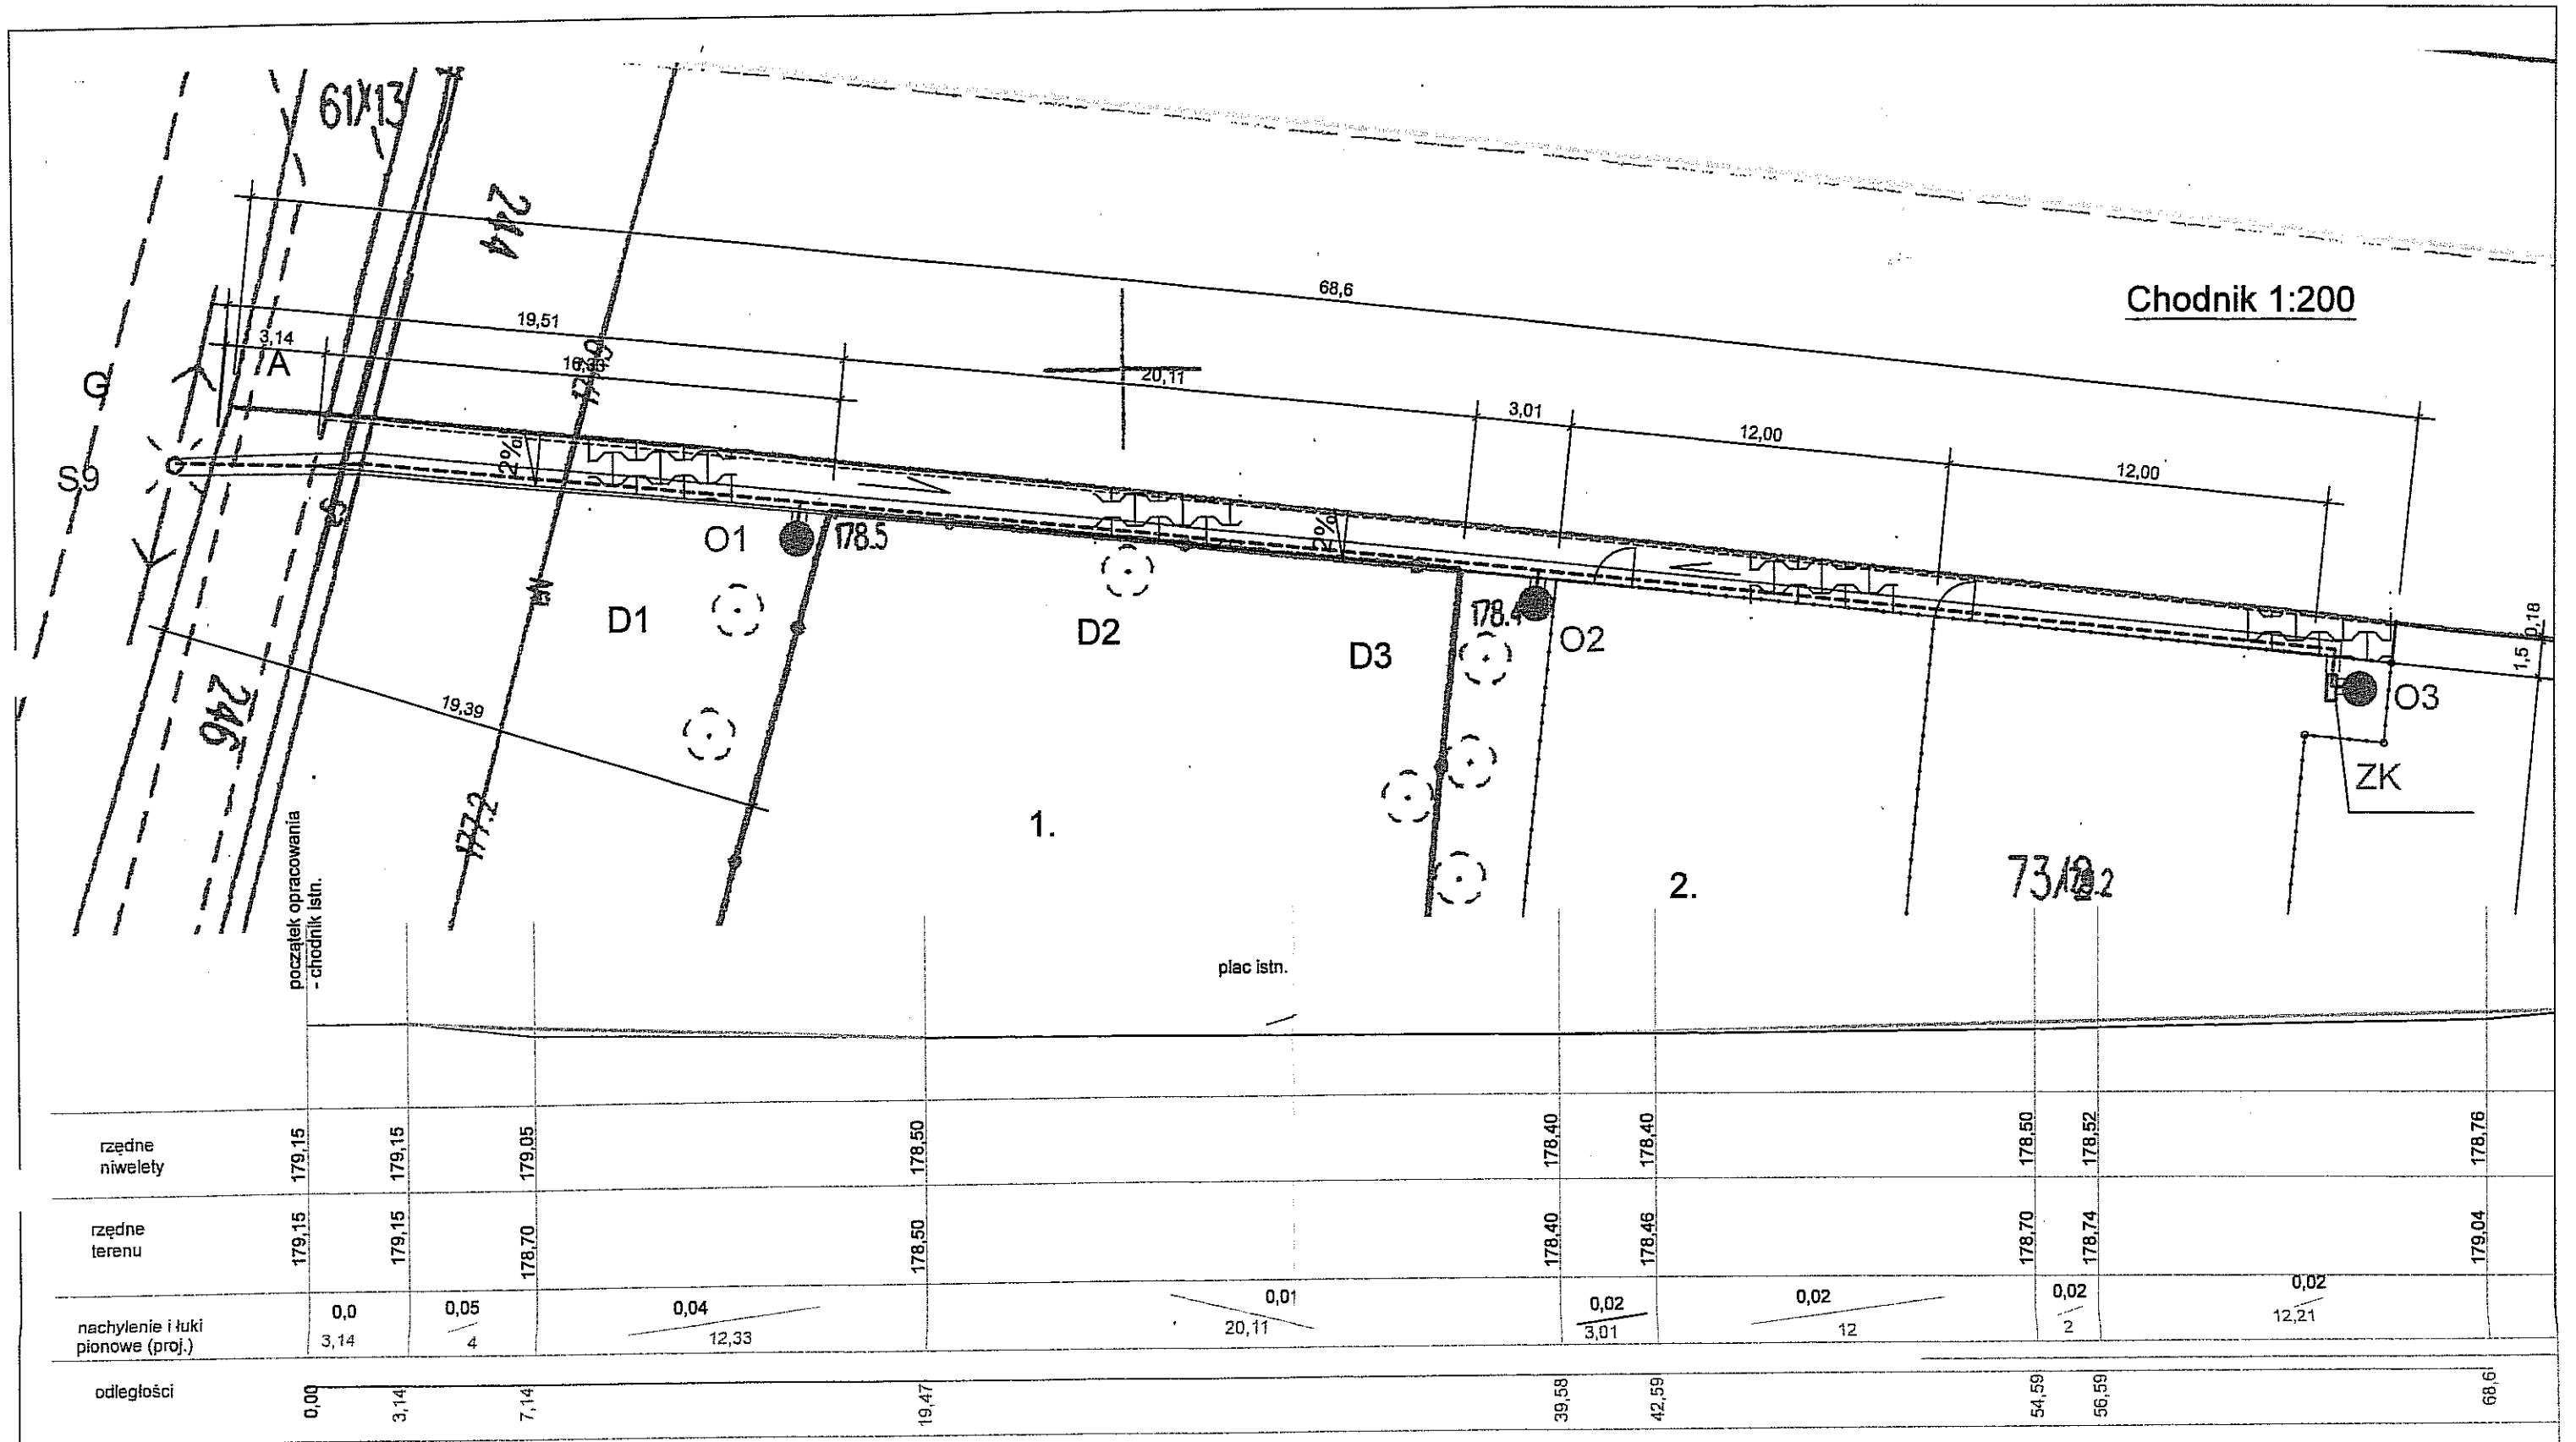 61X13
244
68,6
Chodnik 1:200
19,51
3,14
A
16,33
20,11
3,01
12,00
12,00
G
S9
2%
2%
O1
178.5
D1
D2
D3
178.4
O2
0,18
1,5
O3
ZK
246
19,39
177.2
1.
2.
początek opracowania
- chodnik istn.
plac istn.
rzędne
niwelety
179,15
179,15
179,05
178,50
178,40
178,40
178,50
178,52
178,76
rzędne
terenu
179,15
179,15
178,70
178,50
178,40
178,46
178,70
178,74
179,04
nachylenie i łuki
pionowe (proj.)
0,0
0,05
0,04
0,01
0,02
0,02
0,02
0,02
3,14
4
12,33
20,11
3,01
12
2
12,21
odległości
0,00
3,14
7,14
19,47
39,58
42,59
54,59
56,59
68,6